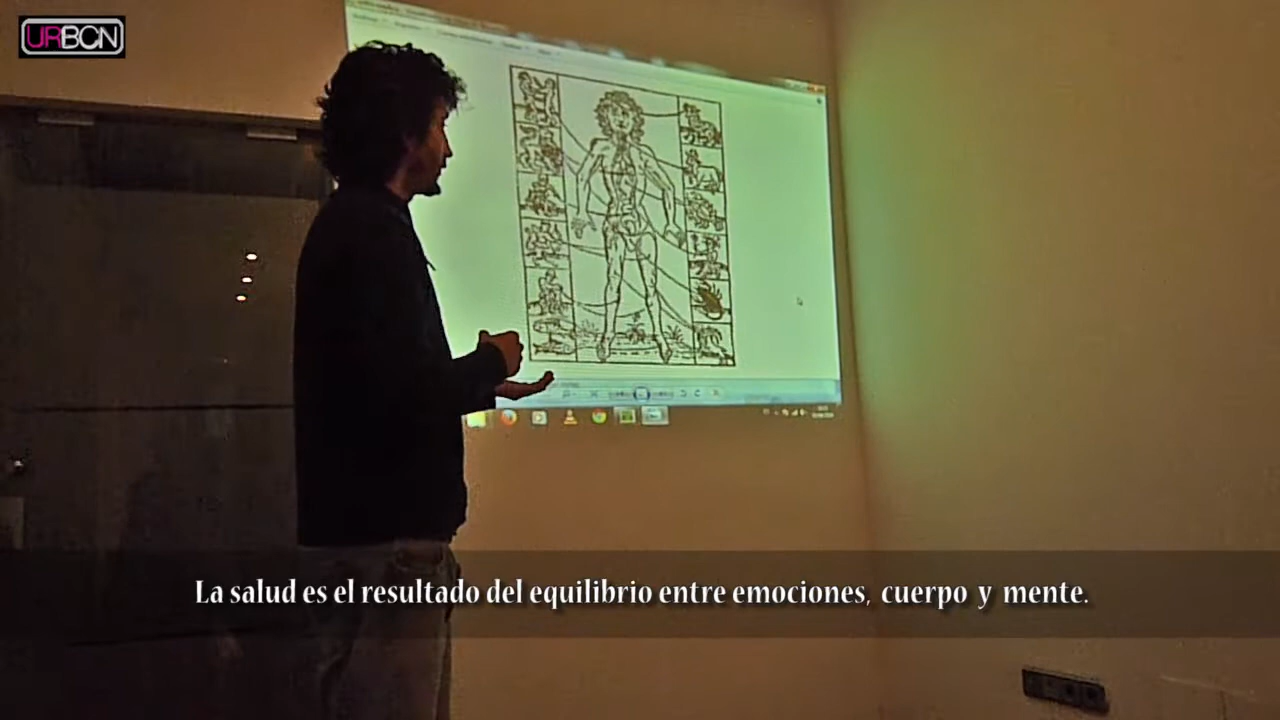 URBCN
La salud es el resultado del equilibrio entre emociones, cuerpo y mente.